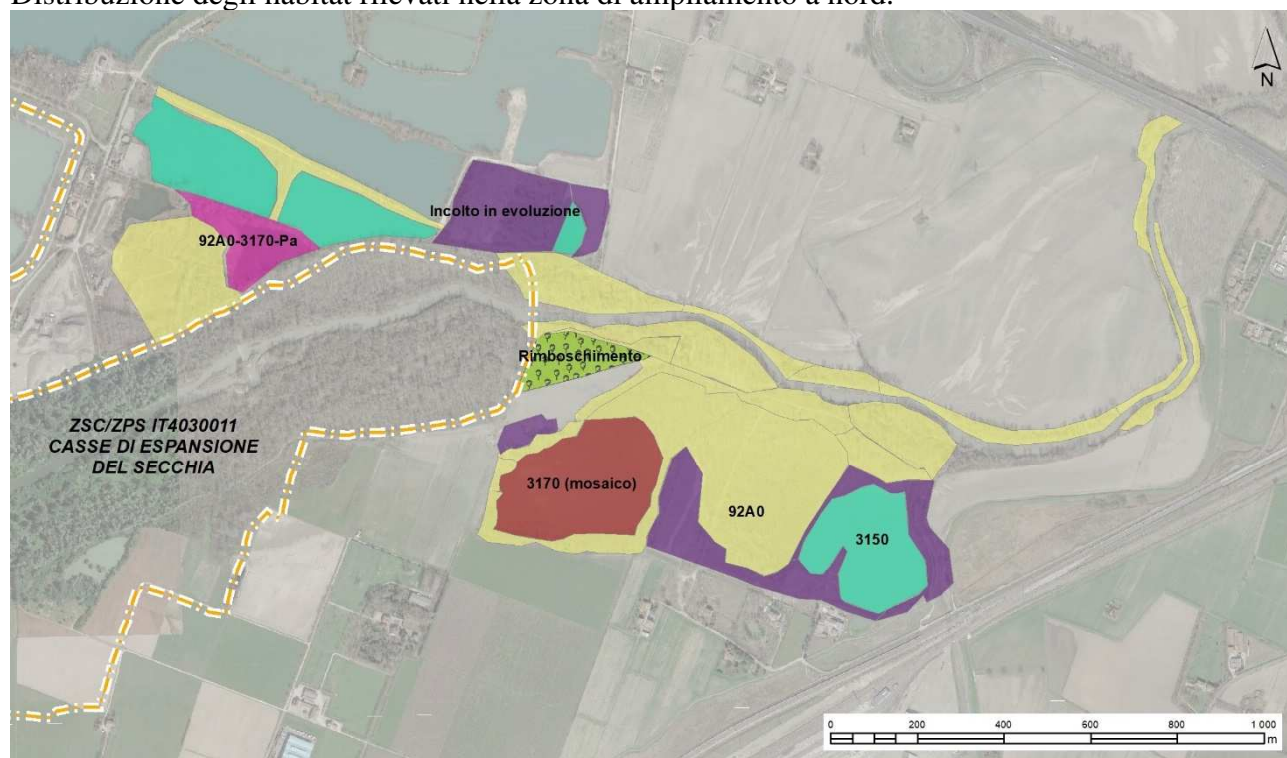 Distribuzione degli habitat rilevati nella zona di ampliamento a nord.
N
Incolto in evoluzione
92A0-3170-Pa
Rimboschimento
ZSC/ZPS IT4030011
CASSE DI ESPANSIONE
DEL SECCHIA
3170 (mosaico)
92A0
3150
0 200 400 600 800 1 000
m